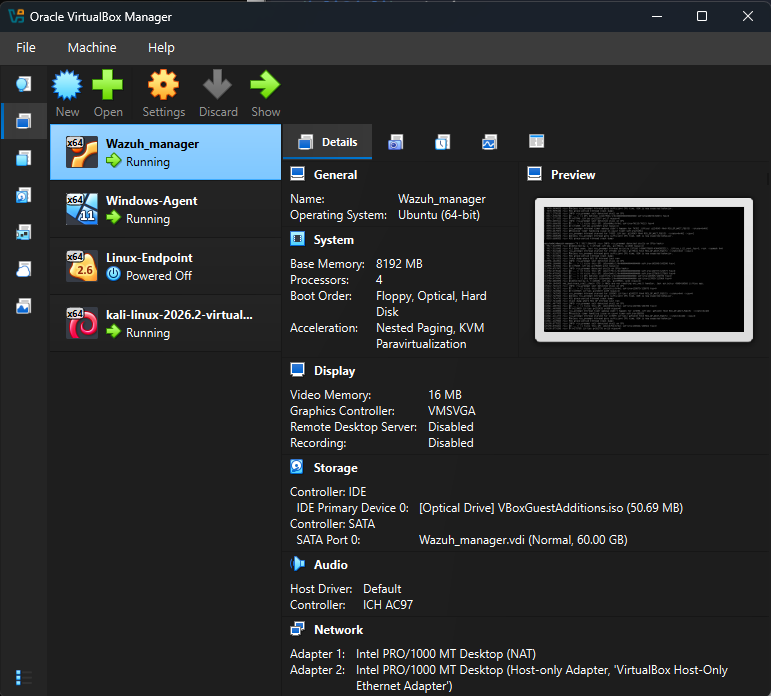 Oracle VirtualBox Manager
File Machine Help
New Open Settings Discard Show
x64 Wazuh_manager
Running
x64 11 Windows-Agent
Running
x64 2.6 Linux-Endpoint
Powered Off
x64 kali-linux-2026.2-virtual...
Running
Details
General
Name: Wazuh_manager
Operating System: Ubuntu (64-bit)
Preview
System
Base Memory: 8192 MB
Processors: 4
Boot Order: Floppy, Optical, Hard
Disk
Acceleration: Nested Paging, KVM
Paravirtualization
Display
Video Memory: 16 MB
Graphics Controller: VMSVGA
Remote Desktop Server: Disabled
Recording: Disabled
Storage
Controller: IDE
IDE Primary Device 0: [Optical Drive] VBoxGuestAdditions.iso (50.69 MB)
Controller: SATA
SATA Port 0: Wazuh_manager.vdi (Normal, 60.00 GB)
Audio
Host Driver: Default
Controller: ICH AC97
Network
Adapter 1: Intel PRO/1000 MT Desktop (NAT)
Adapter 2: Intel PRO/1000 MT Desktop (Host-only Adapter, 'VirtualBox Host-Only
Ethernet Adapter')